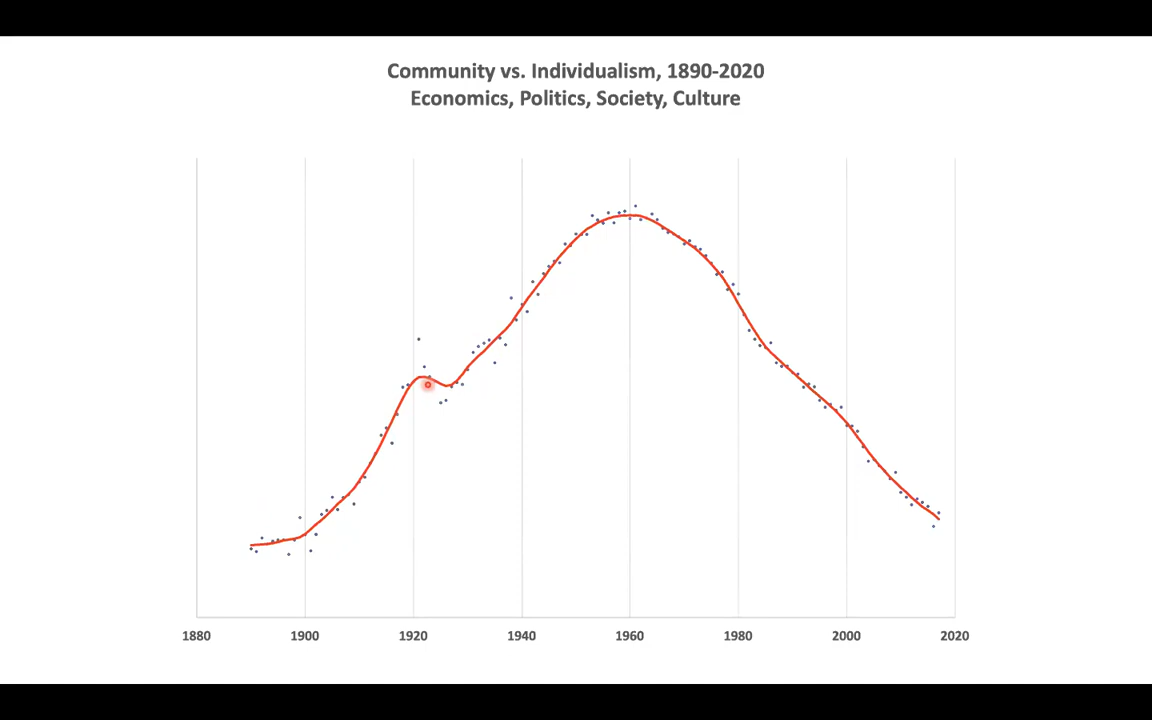 Community vs. Individualism, 1890-2020
Economics, Politics, Society, Culture
1880 1900 1920 1940 1960 1980 2000 2020